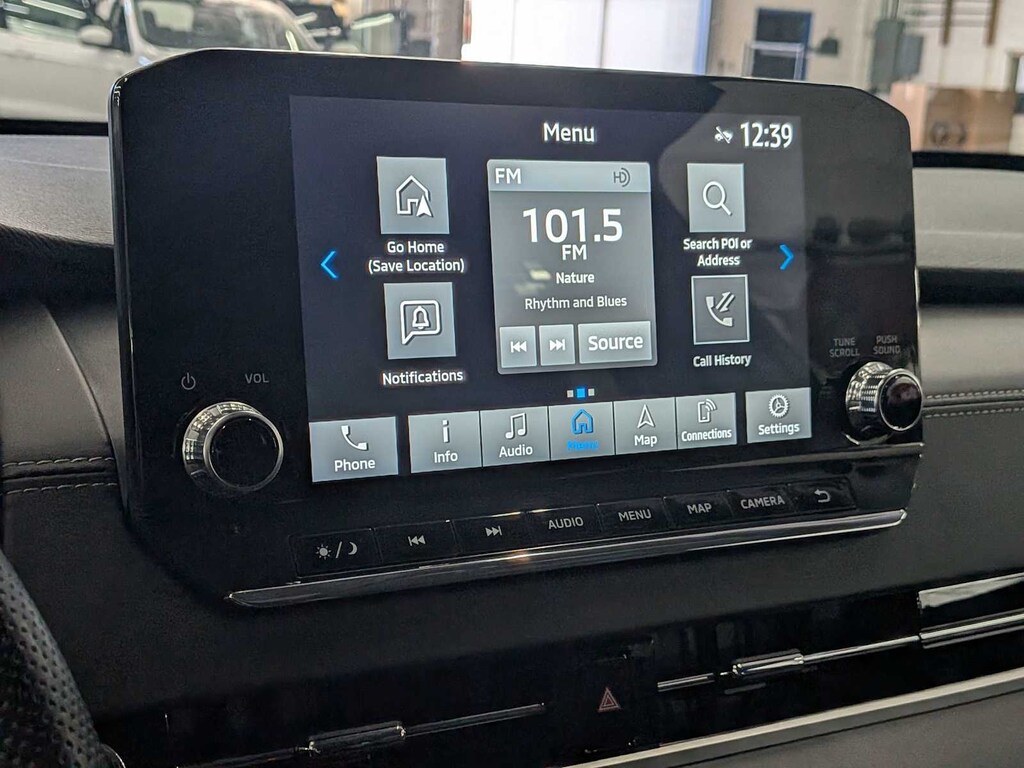 Menu
12:39
FM
HD
101.5
FM
Nature
Rhythm and Blues
Source
Go Home
(Save Location)
Notifications
Search POI or
Address
Call History
Phone
Info
Audio
Menu
Map
Connections
Settings
VOL
TUNE
SCROLL
PUSH
SOUND
AUDIO
MENU
MAP
CAMERA